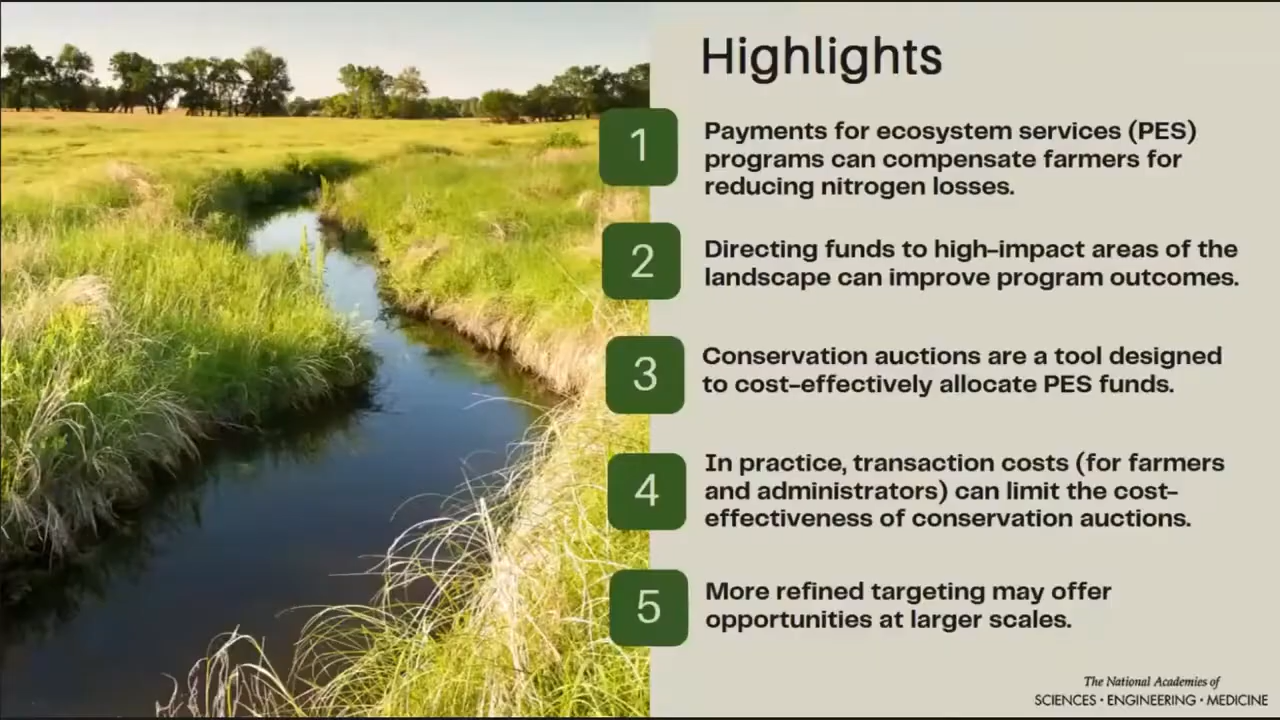 Highlights
1
Payments for ecosystem services (PES)
programs can compensate farmers for
reducing nitrogen losses.
2
Directing funds to high-impact areas of the
landscape can improve program outcomes.
3
Conservation auctions are a tool designed
to cost-effectively allocate PES funds.
4
In practice, transaction costs (for farmers
and administrators) can limit the cost-
effectiveness of conservation auctions.
5
More refined targeting may offer
opportunities at larger scales.
The National Academies of
SCIENCES · ENGINEERING · MEDICINE